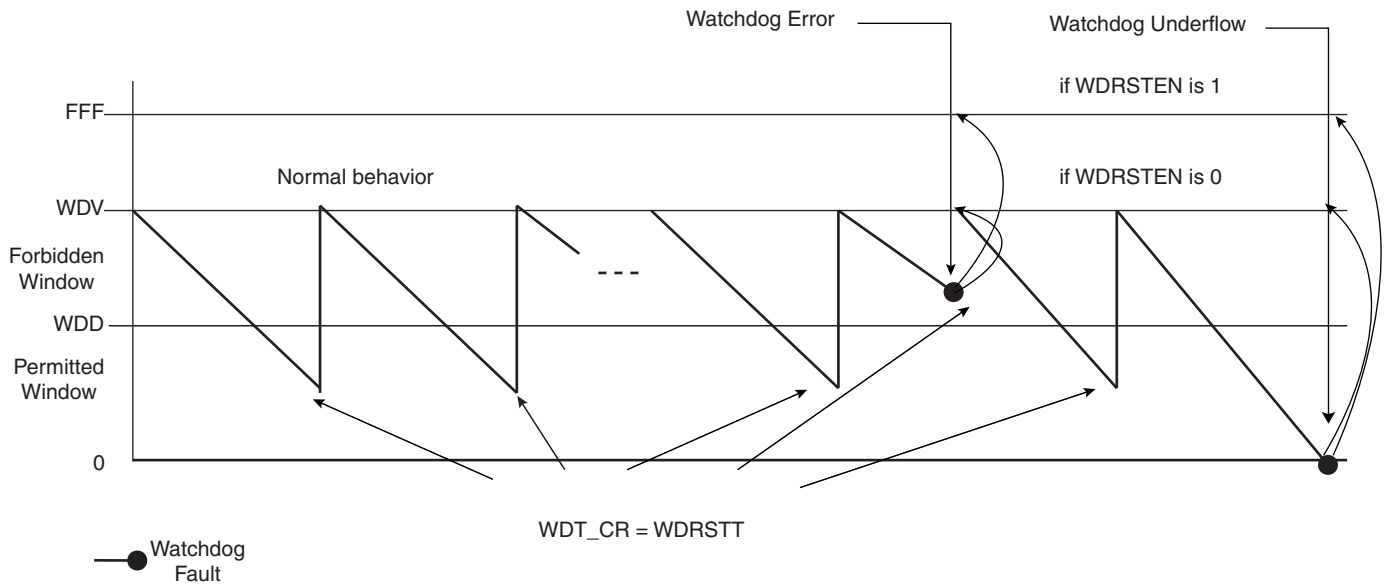 Watchdog Error
Watchdog Underflow
if WDRSTEN is 1
FFF
Normal behavior
if WDRSTEN is 0
WDV
Forbidden
Window
WDD
Permitted
Window
0
WDT_CR = WDRSTT
Watchdog
Fault